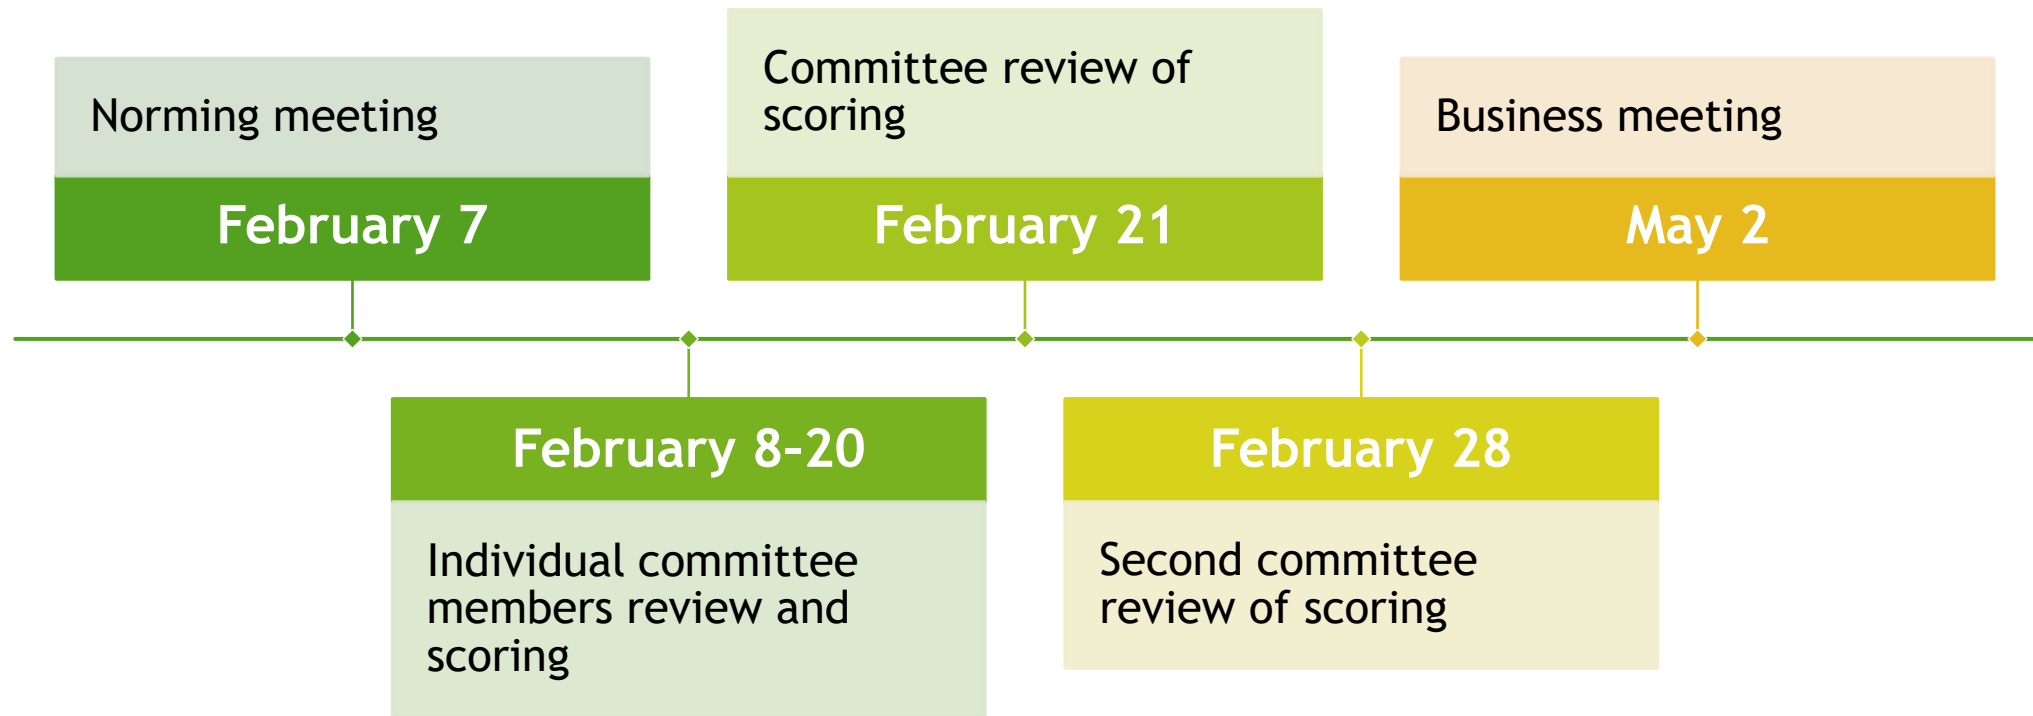 Norming meeting
February 7
February 8-20
Individual committee
members review and
scoring
Committee review of
scoring
February 21
February 28
Second committee
review of scoring
Business meeting
May 2